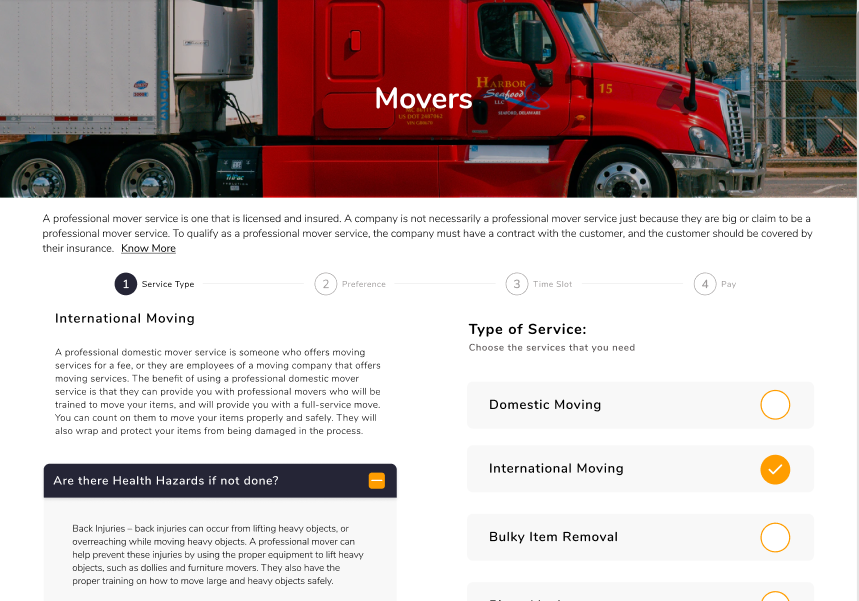 HARBOR
Seafood
LLC
SEAFORD, DELAWARE
15
Movers
US DOT 2487862
TriPac
A professional mover service is one that is licensed and insured. A company is not necessarily a professional mover service just because they are big or claim to be a
professional mover service. To qualify as a professional mover service, the company must have a contract with the customer, and the customer should be covered by
their insurance. Know More
1 Service Type 2 Preference 3 Time Slot 4 Pay
International Moving
A professional domestic mover service is someone who offers moving
services for a fee, or they are employees of a moving company that offers
moving services. The benefit of using a professional domestic mover
service is that they can provide you with professional movers who will be
trained to move your items, and will provide you with a full-service move.
You can count on them to move your items properly and safely. They will
also wrap and protect your items from being damaged in the process.
Are there Health Hazards if not done?
Back Injuries – back injuries can occur from lifting heavy objects, or
overreaching while moving heavy objects. A professional mover can
help prevent these injuries by using the proper equipment to lift heavy
objects, such as dollies and furniture movers. They also have the
proper training on how to move large and heavy objects safely.
Type of Service:
Choose the services that you need
Domestic Moving
International Moving
Bulky Item Removal